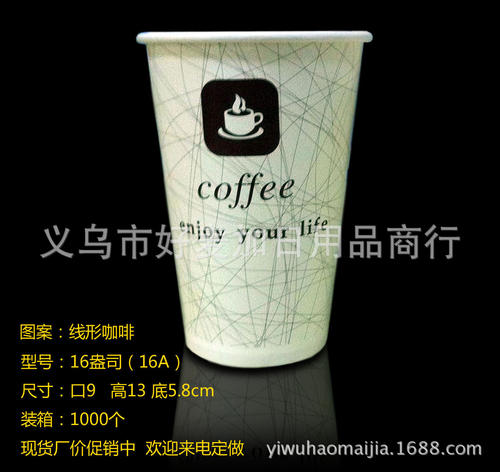 coffee
enjoy your life
义乌市好麦加日用品商行
图案：线形咖啡
型号：16盎司（16A）
尺寸：口9 高13 底5.8cm
装箱：1000个
现货厂价促销中 欢迎来电定做
yiwuhaomaijia.1688.com